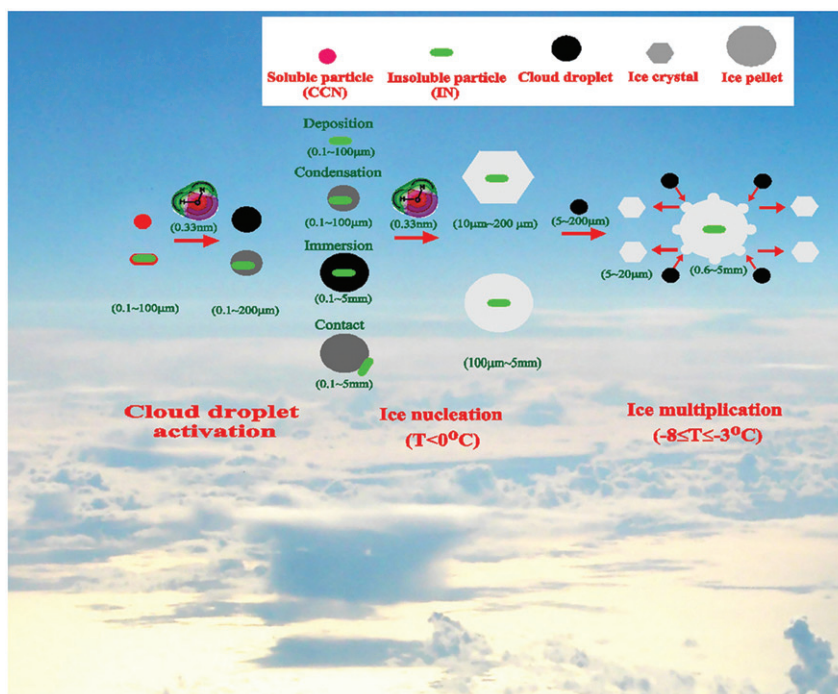 Soluble particle
(CCN)
Insoluble particle
(IN)
Cloud droplet
Ice crystal
Ice pellet
Deposition
(0.1~100μm)
Condensation
(0.1~100μm)
Immersion
(0.1~5mm)
Contact
(0.1~5mm)
H
H
O
(0.33nm)
(0.1~100μm)
(0.1~200μm)
H
H
O
(0.33nm)
(10μm~200 μm)
(100μm~5mm)
(5~200μm)
(5~20μm)
(0.6~5mm)
Cloud droplet
activation
Ice nucleation
(T<0⁰C)
Ice multiplication
(-8≤T≤-3⁰C)